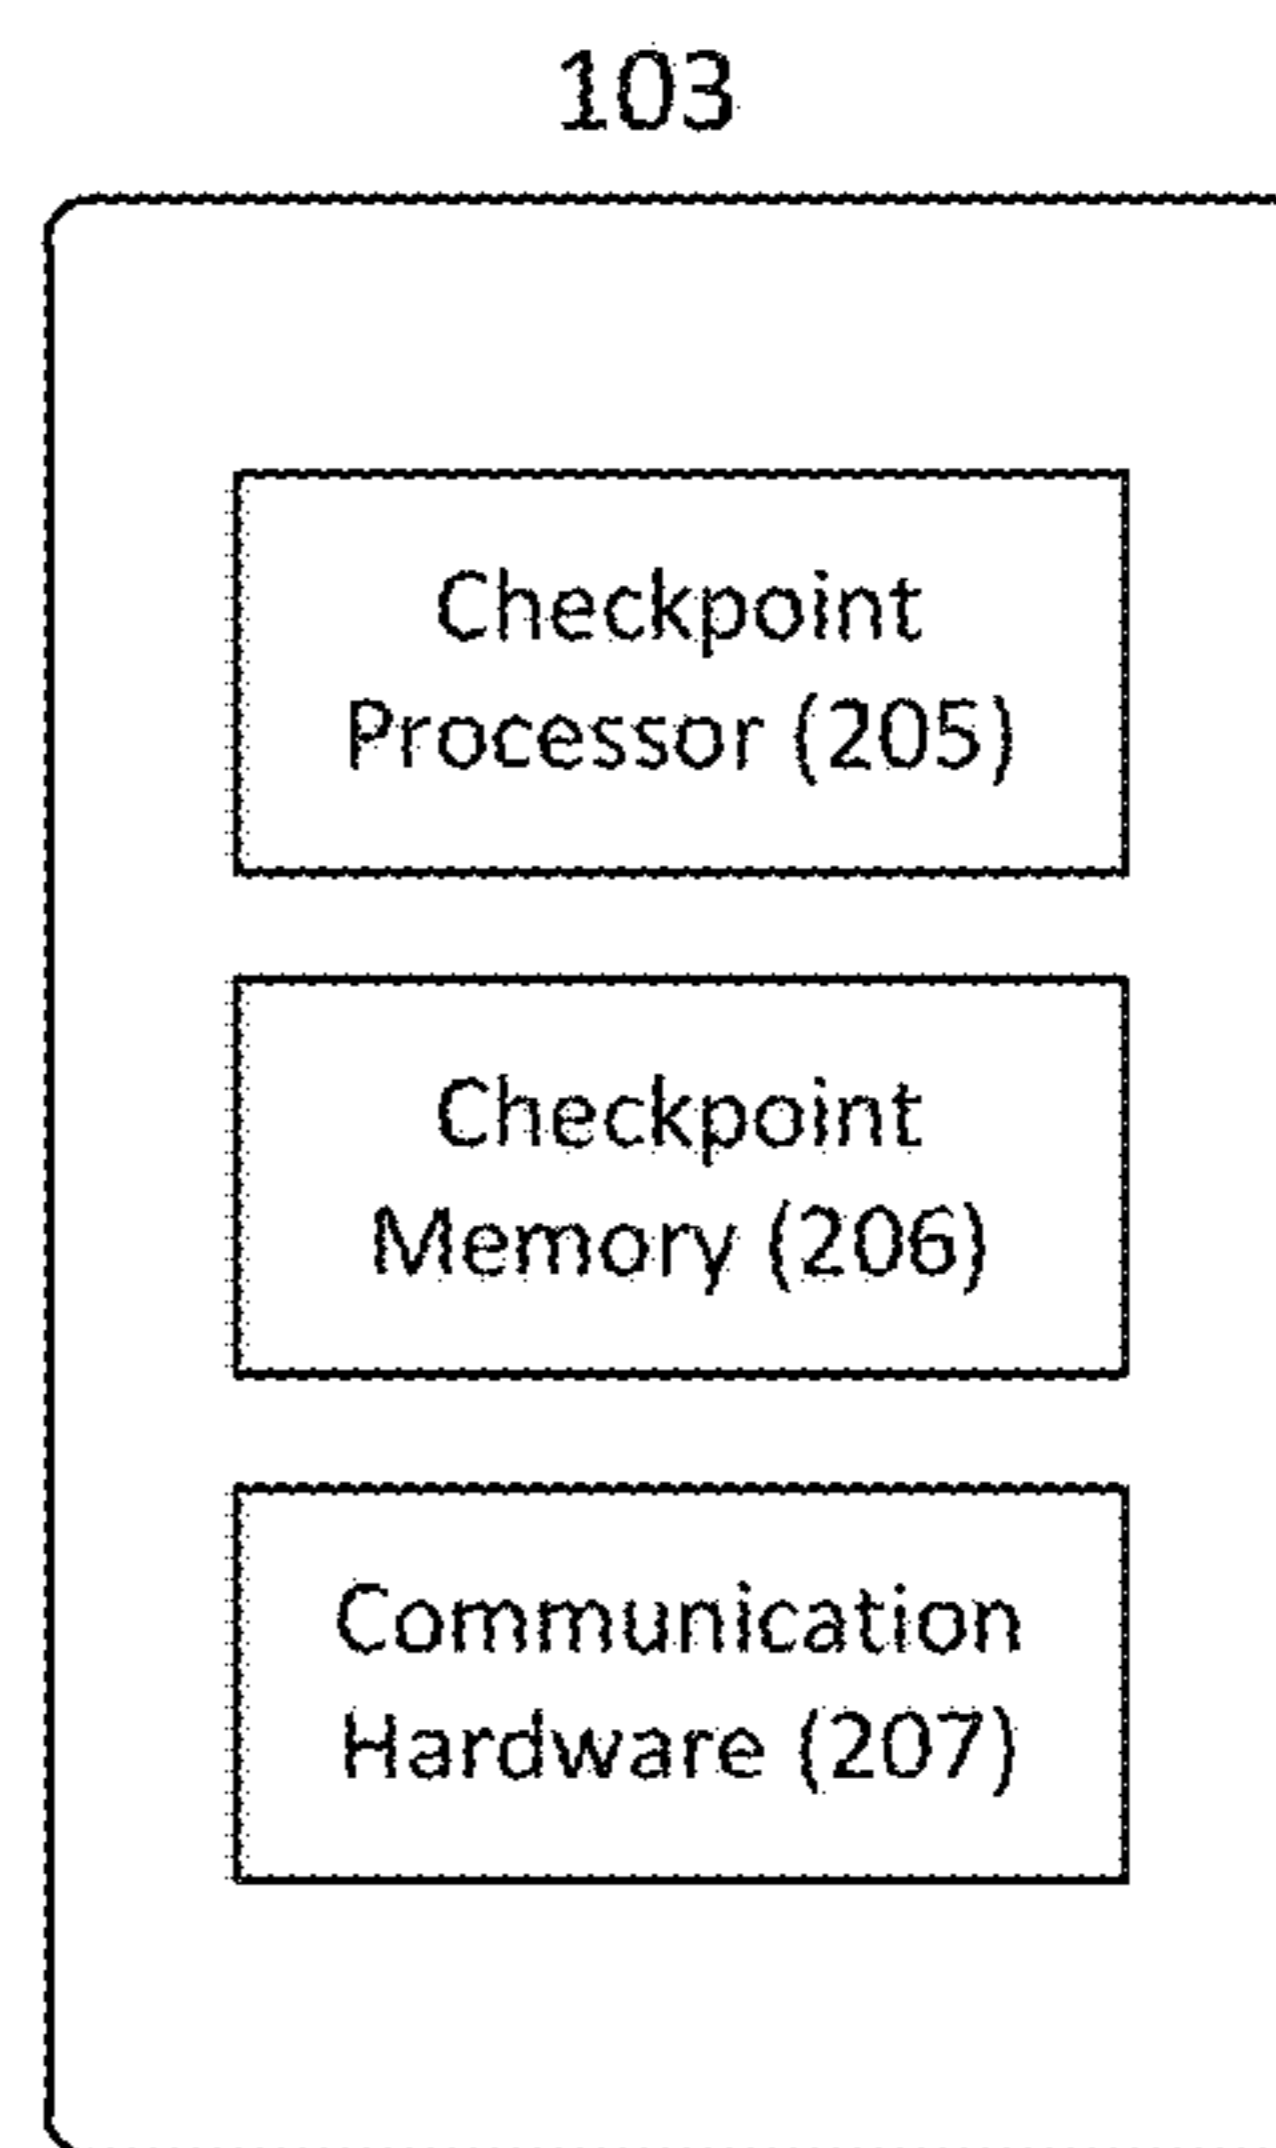 103
Checkpoint
Processor (205)
Checkpoint
Memory (206)
Communication
Hardware (207)